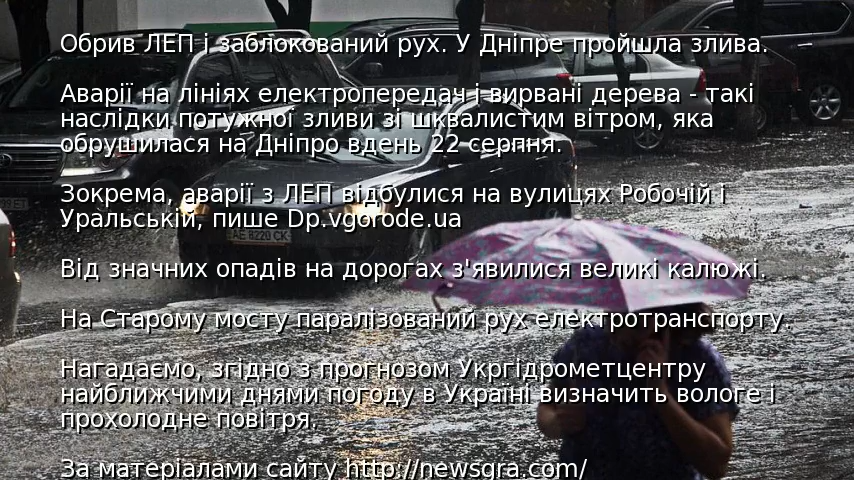 Обрив ЛЕП і заблокований рух. У Дніпре пройшла злива.
Аварії на лініях електропередач і вирвані дерева - такі
наслідки потужної зливи зі шквалистим вітром, яка
обрушилася на Дніпро вдень 22 серпня.
Зокрема, аварії з ЛЕП відбулися на вулицях Робочій і
Уральській, пише Dp.vgorode.ua
Від значних опадів на дорогах з'явилися великі калюжі.
На Старому мосту паралізований рух електротранспорту.
Нагадаємо, згідно з прогнозом Укргідрометцентру
найближчими днями погоду в Україні визначить вологе і
прохолодне повітря.
За матеріалами сайту http://newsgra.com/
AE 8220 CK